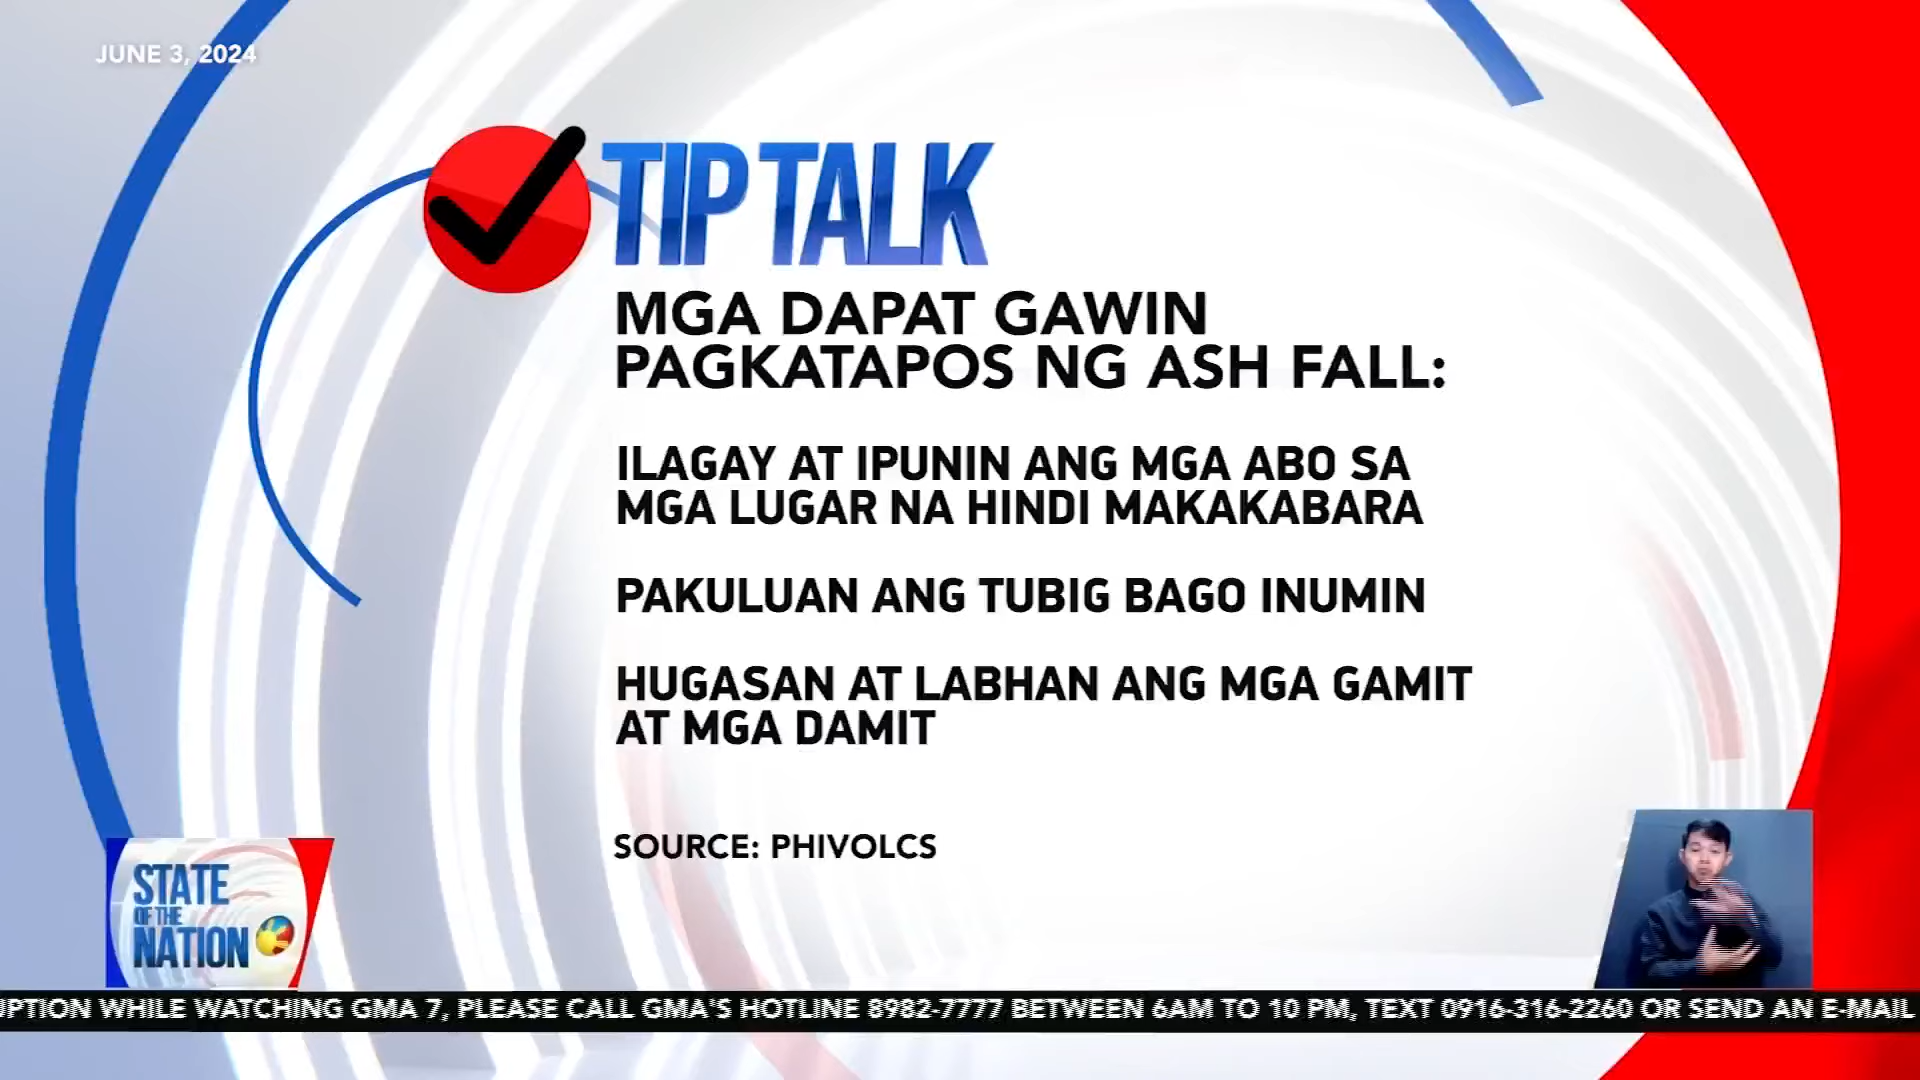 JUNE 3, 2024
TIP TALK
MGA DAPAT GAWIN
PAGKATAPOS NG ASH FALL:
ILAGAY AT IPUNIN ANG MGA ABO SA
MGA LUGAR NA HINDI MAKAKABARA
PAKULUAN ANG TUBIG BAGO INUMIN
HUGASAN AT LABHAN ANG MGA GAMIT
AT MGA DAMIT
SOURCE: PHIVOLCS
STATE
OF THE
NATION
WHILE WATCHING GMA 7, PLEASE CALL GMA'S HOTLINE 8982-7777 BETWEEN 6AM TO 10 PM, TEXT 0916-316-2260 OR SEND AN E-MAIL